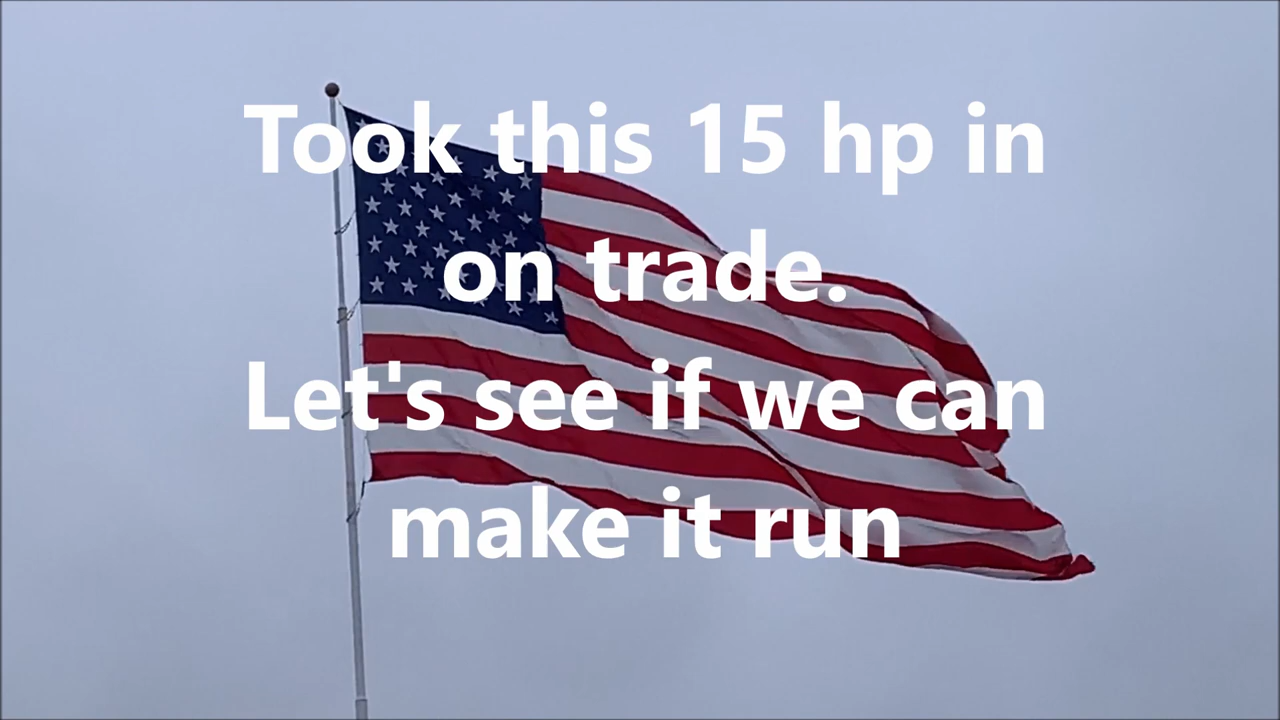 Took this 15 hp in
on trade.
Let's see if we can
make it run